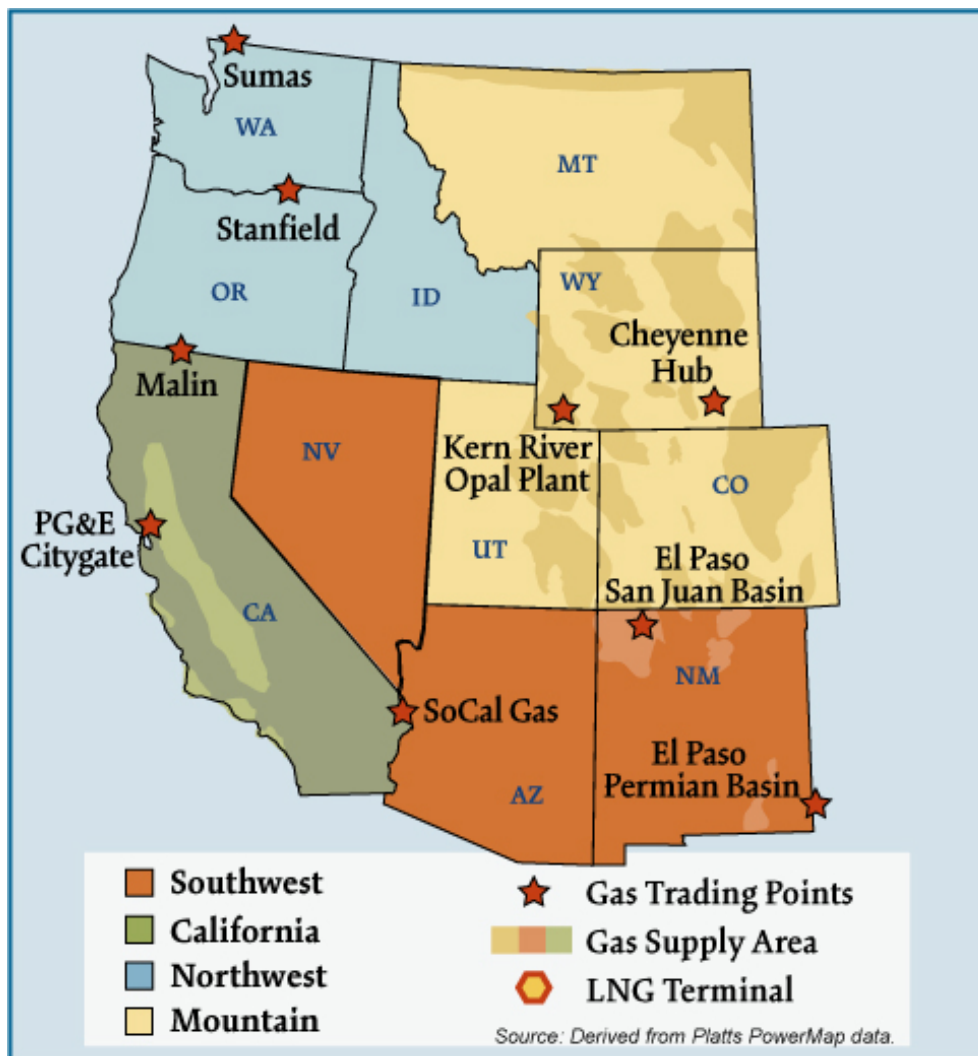 Sumas
WA
MT
Stanfield
OR
ID
WY
Cheyenne
Hub
Malin
NV
Kern River
Opal Plant
CO
PG&E
Citygate
UT
El Paso
San Juan Basin
CA
NM
SoCal Gas
El Paso
Permian Basin
AZ
Southwest
California
Northwest
Mountain
Gas Trading Points
Gas Supply Area
LNG Terminal
Source: Derived from Platts PowerMap data.